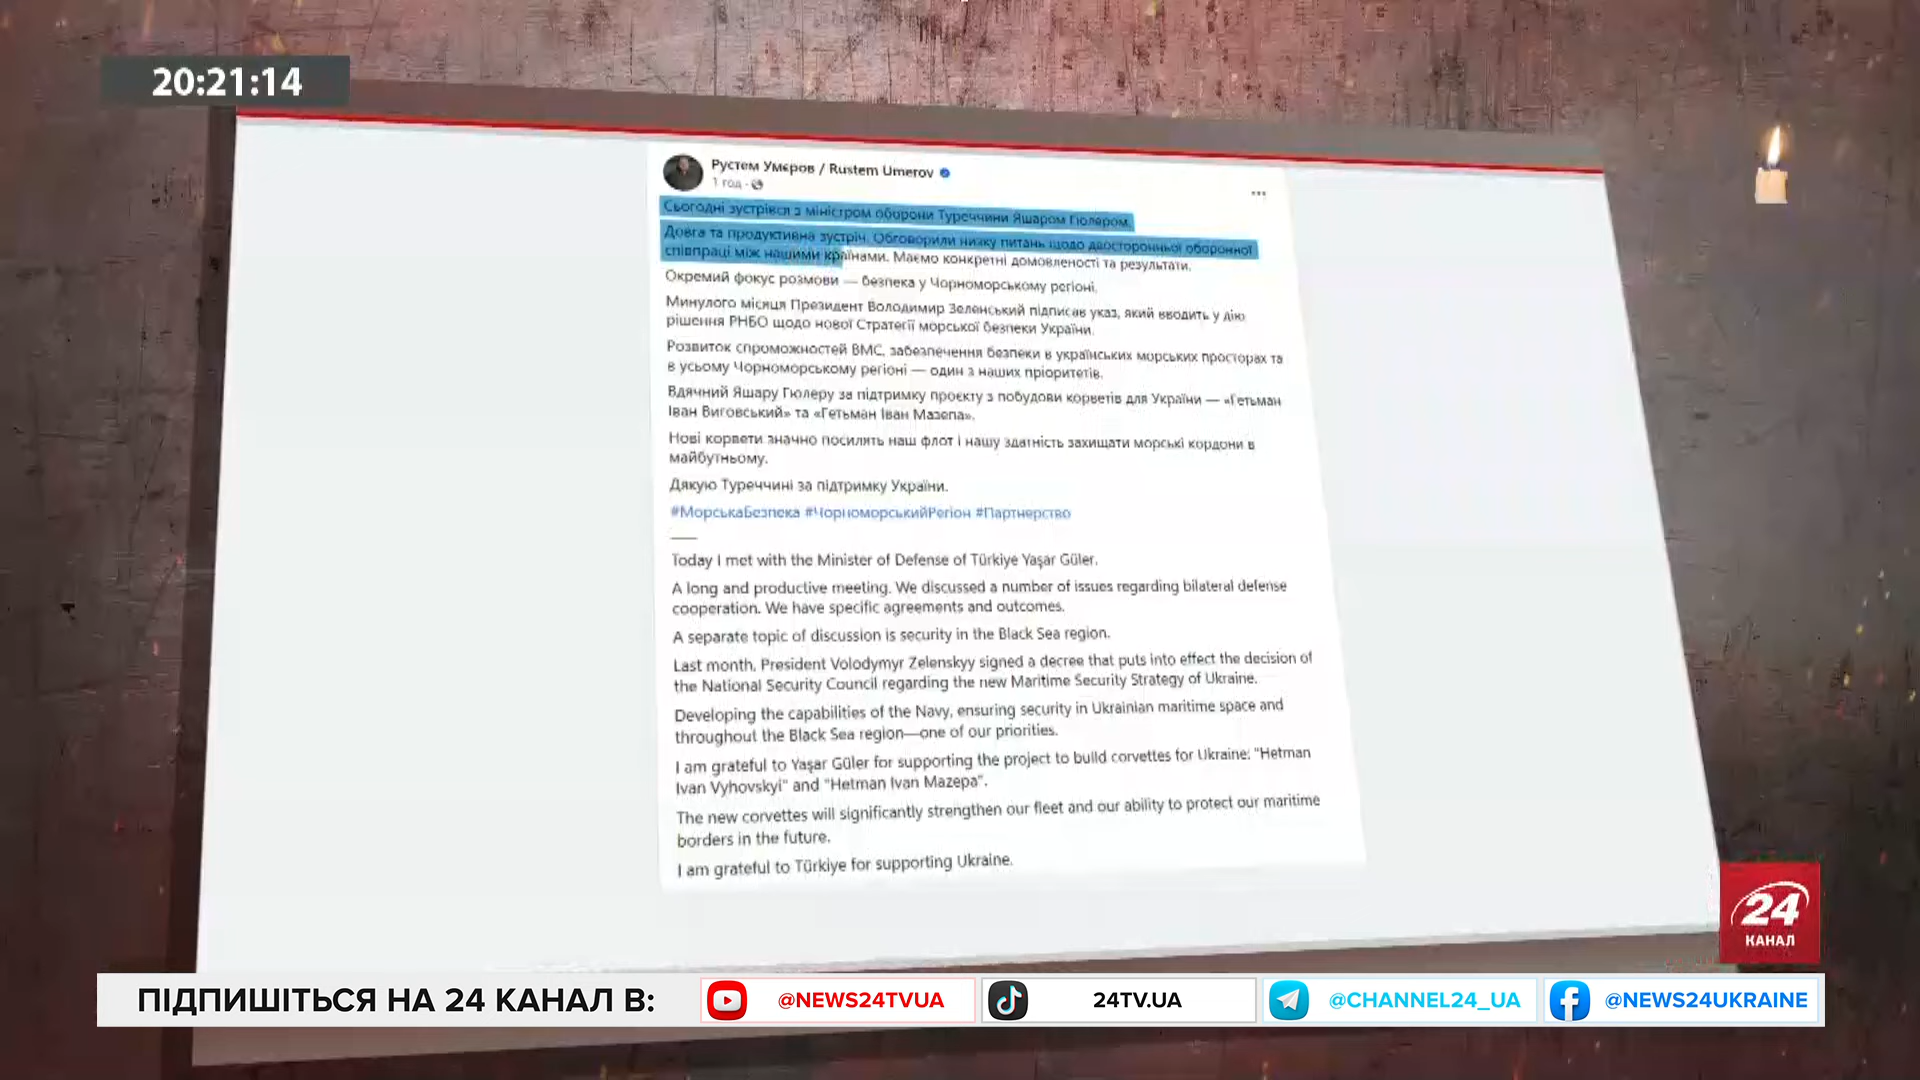 20:21:14
Рустем Умєров / Rustem Umerov
1 год
Сьогодні зустрівся з міністром оборони Туреччини Яшаром Гюлером.
Довга та продуктивна зустріч. Обговорили низку питань щодо двосторонньої оборонної
співпраці між нашими країнами. Маємо конкретні домовленості та результати.
Окремий фокус розмови — безпека у Чорноморському регіоні.
Минулого місяця Президент Володимир Зеленський підписав указ, який вводить у дію
рішення РНБО щодо нової Стратегії морської безпеки України.
Розвиток спроможностей ВМС, забезпечення безпеки в українських морських просторах та
в усьому Чорноморському регіоні — один з наших пріоритетів.
Вдячний Яшару Гюлеру за підтримку проєкту з побудови корветів для України — «Гетьман
Іван Виговський» та «Гетьман Іван Мазепа».
Нові корвети значно посилять наш флот і нашу здатність захищати морські кордони в
майбутньому.
Дякую Туреччині за підтримку України.
#МорськаБезпека #ЧорноморськийРегіон #Партнерство
Today I met with the Minister of Defense of Türkiye Yaşar Güler.
A long and productive meeting. We discussed a number of issues regarding bilateral defense
cooperation. We have specific agreements and outcomes.
A separate topic of discussion is security in the Black Sea region.
Last month, President Volodymyr Zelenskyy signed a decree that puts into effect the decision of
the National Security Council regarding the new Maritime Security Strategy of Ukraine.
Developing the capabilities of the Navy, ensuring security in Ukrainian maritime space and
throughout the Black Sea region—one of our priorities.
I am grateful to Yaşar Güler for supporting the project to build corvettes for Ukraine: "Hetman
Ivan Vyhovskyi" and "Hetman Ivan Mazepa".
The new corvettes will significantly strengthen our fleet and our ability to protect our maritime
borders in the future.
I am grateful to Türkiye for supporting Ukraine.
24
КАНАЛ
ПІДПИШІТЬСЯ НА 24 КАНАЛ В:
@NEWS24TVUA
24TV.UA
@CHANNEL24_UA
@NEWS24UKRAINE